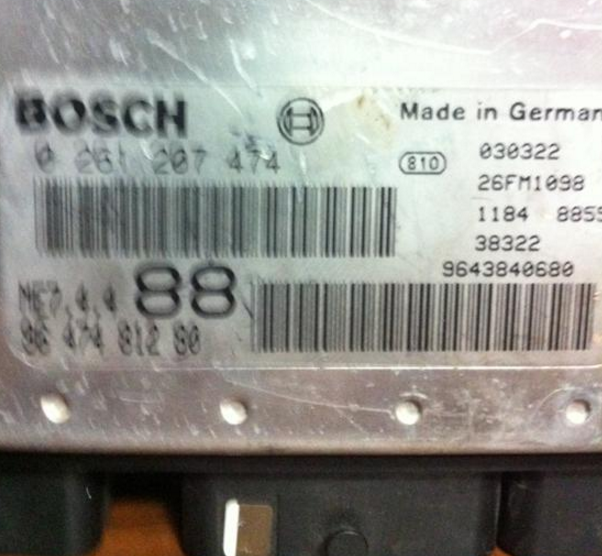 BOSCH
Made in German
0 261 207 474
810
030322
26FM1098
1184 8855
38322
9643840680
ME7.4.4 88
96 474 812 80